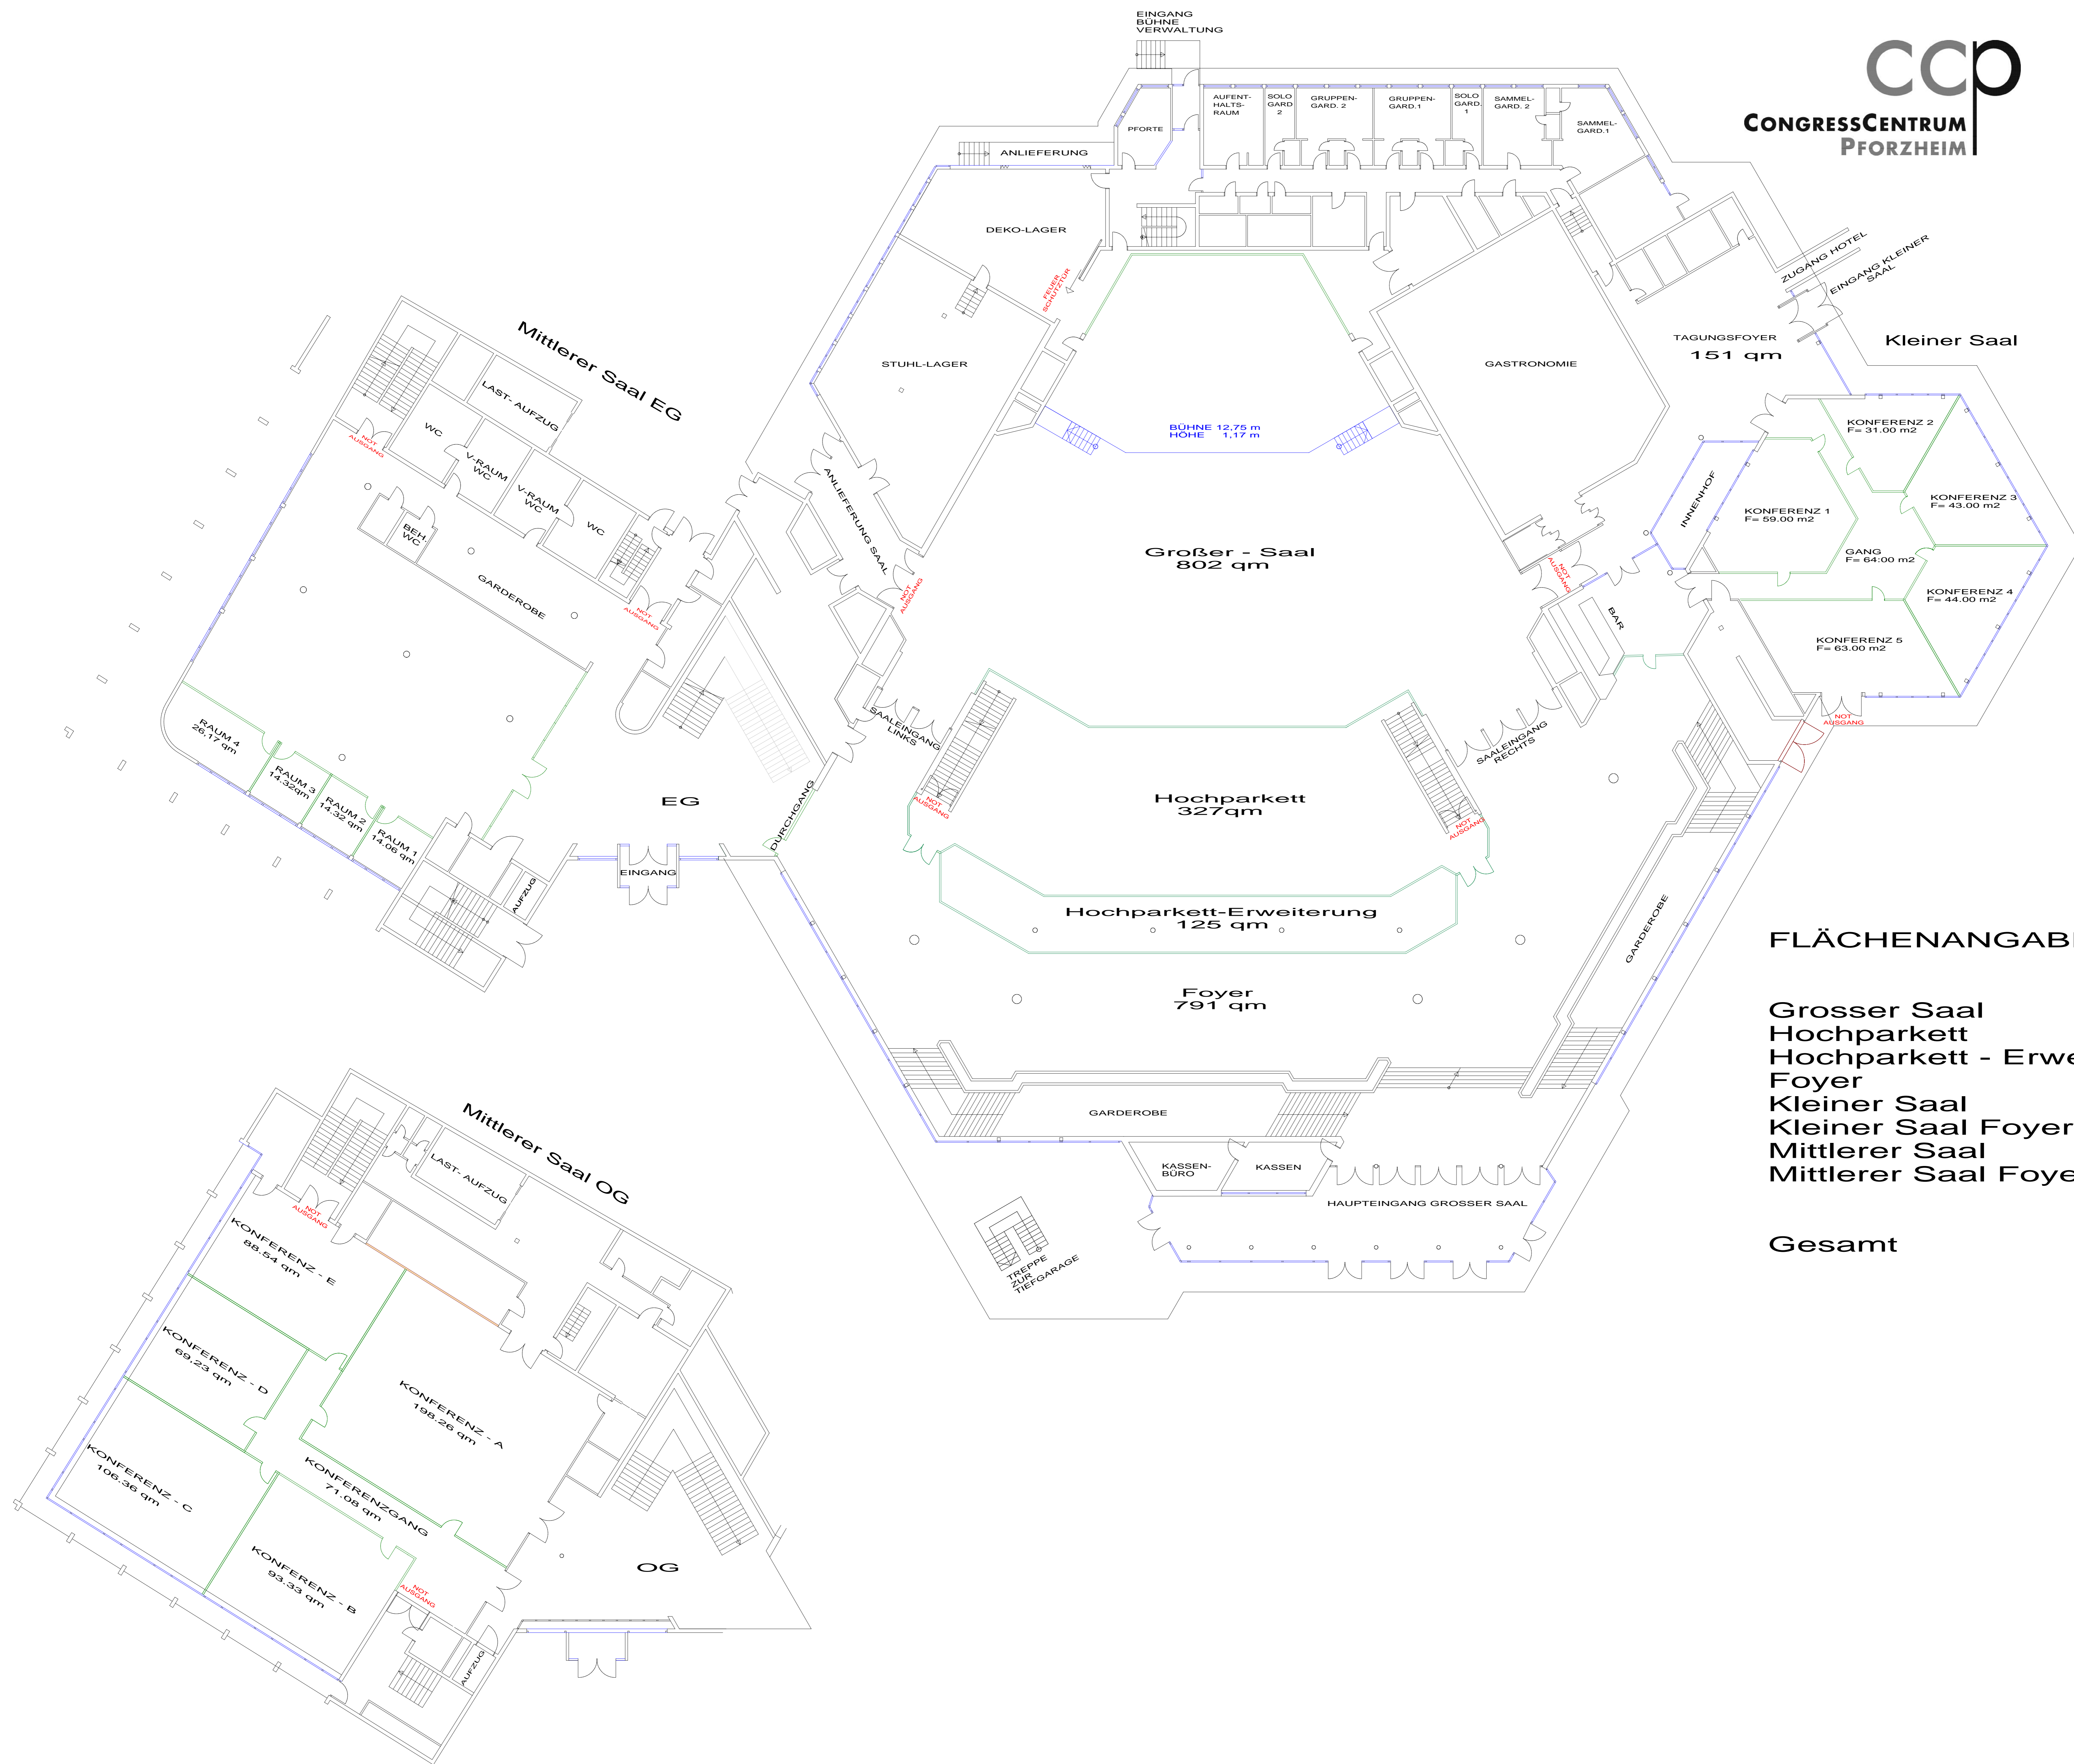 EINGANG
BÜHNE
VERWALTUNG
ccp
CONGRESSCENTRUM
PFORZHEIM
AUFENT-
HALTS-
RAUM
SOLO
GARD
2
GRUPPEN-
GARD. 2
GRUPPEN-
GARD.1
SOLO
GARD.
1
SAMMEL-
GARD. 2
SAMMEL-
GARD.1
PFORTE
ANLIEFERUNG
DEKO-LAGER
FEUER
SCHUTZTÜR
ZUGANG HOTEL
EINGANG KLEINER
SAAL
TAGUNGSFOYER
151 qm
Kleiner Saal
STUHL-LAGER
GASTRONOMIE
BÜHNE 12,75 m
HÖHE 1,17 m
Mittlerer Saal EG
LAST- AUFZUG
NOT
AUSGANG
WC
V-RAUM
WC
V-RAUM
WC
WC
BEH.
WC
GARDEROBE
NOT
AUSGANG
ANLIEFERUNG SAAL
NOT
AUSGANG
Großer - Saal
802 qm
NOT
AUSGANG
INNENHOF
KONFERENZ 2
F= 31.00 m2
KONFERENZ 3
F= 43.00 m2
KONFERENZ 1
F= 59.00 m2
GANG
F= 64:00 m2
KONFERENZ 4
F= 44.00 m2
KONFERENZ 5
F= 63.00 m2
NOT
AUSGANG
BAR
SAALEINGANG
LINKS
SAALEINGANG
RECHTS
RAUM 4
26,17 qm
RAUM 3
14.32qm
RAUM 2
14.32 qm
RAUM 1
14.06 qm
EG
DURCHGANG
NOT
AUSGANG
Hochparkett
327qm
NOT
AUSGANG
EINGANG
AUFZUG
Hochparkett-Erweiterung
125 qm
Foyer
791 qm
GARDEROBE
GARDEROBE
KASSEN-
BÜRO
KASSEN
HAUPTEINGANG GROSSER SAAL
TREPPE
ZUR
TIEFGARAGE
FLÄCHENANGAB
Grosser Saal
Hochparkett
Hochparkett - Erwe
Foyer
Kleiner Saal
Kleiner Saal Foyer
Mittlerer Saal
Mittlerer Saal Foye
Gesamt
Mittlerer Saal OG
LAST- AUFZUG
NOT
AUSGANG
KONFERENZ - E
88.54 qm
KONFERENZ - D
69,23 qm
KONFERENZ - A
198.26 qm
KONFERENZ - C
106.36 qm
KONFERENZGANG
71.08 qm
KONFERENZ - B
93.33 qm
NOT
AUSGANG
OG
AUFZUG